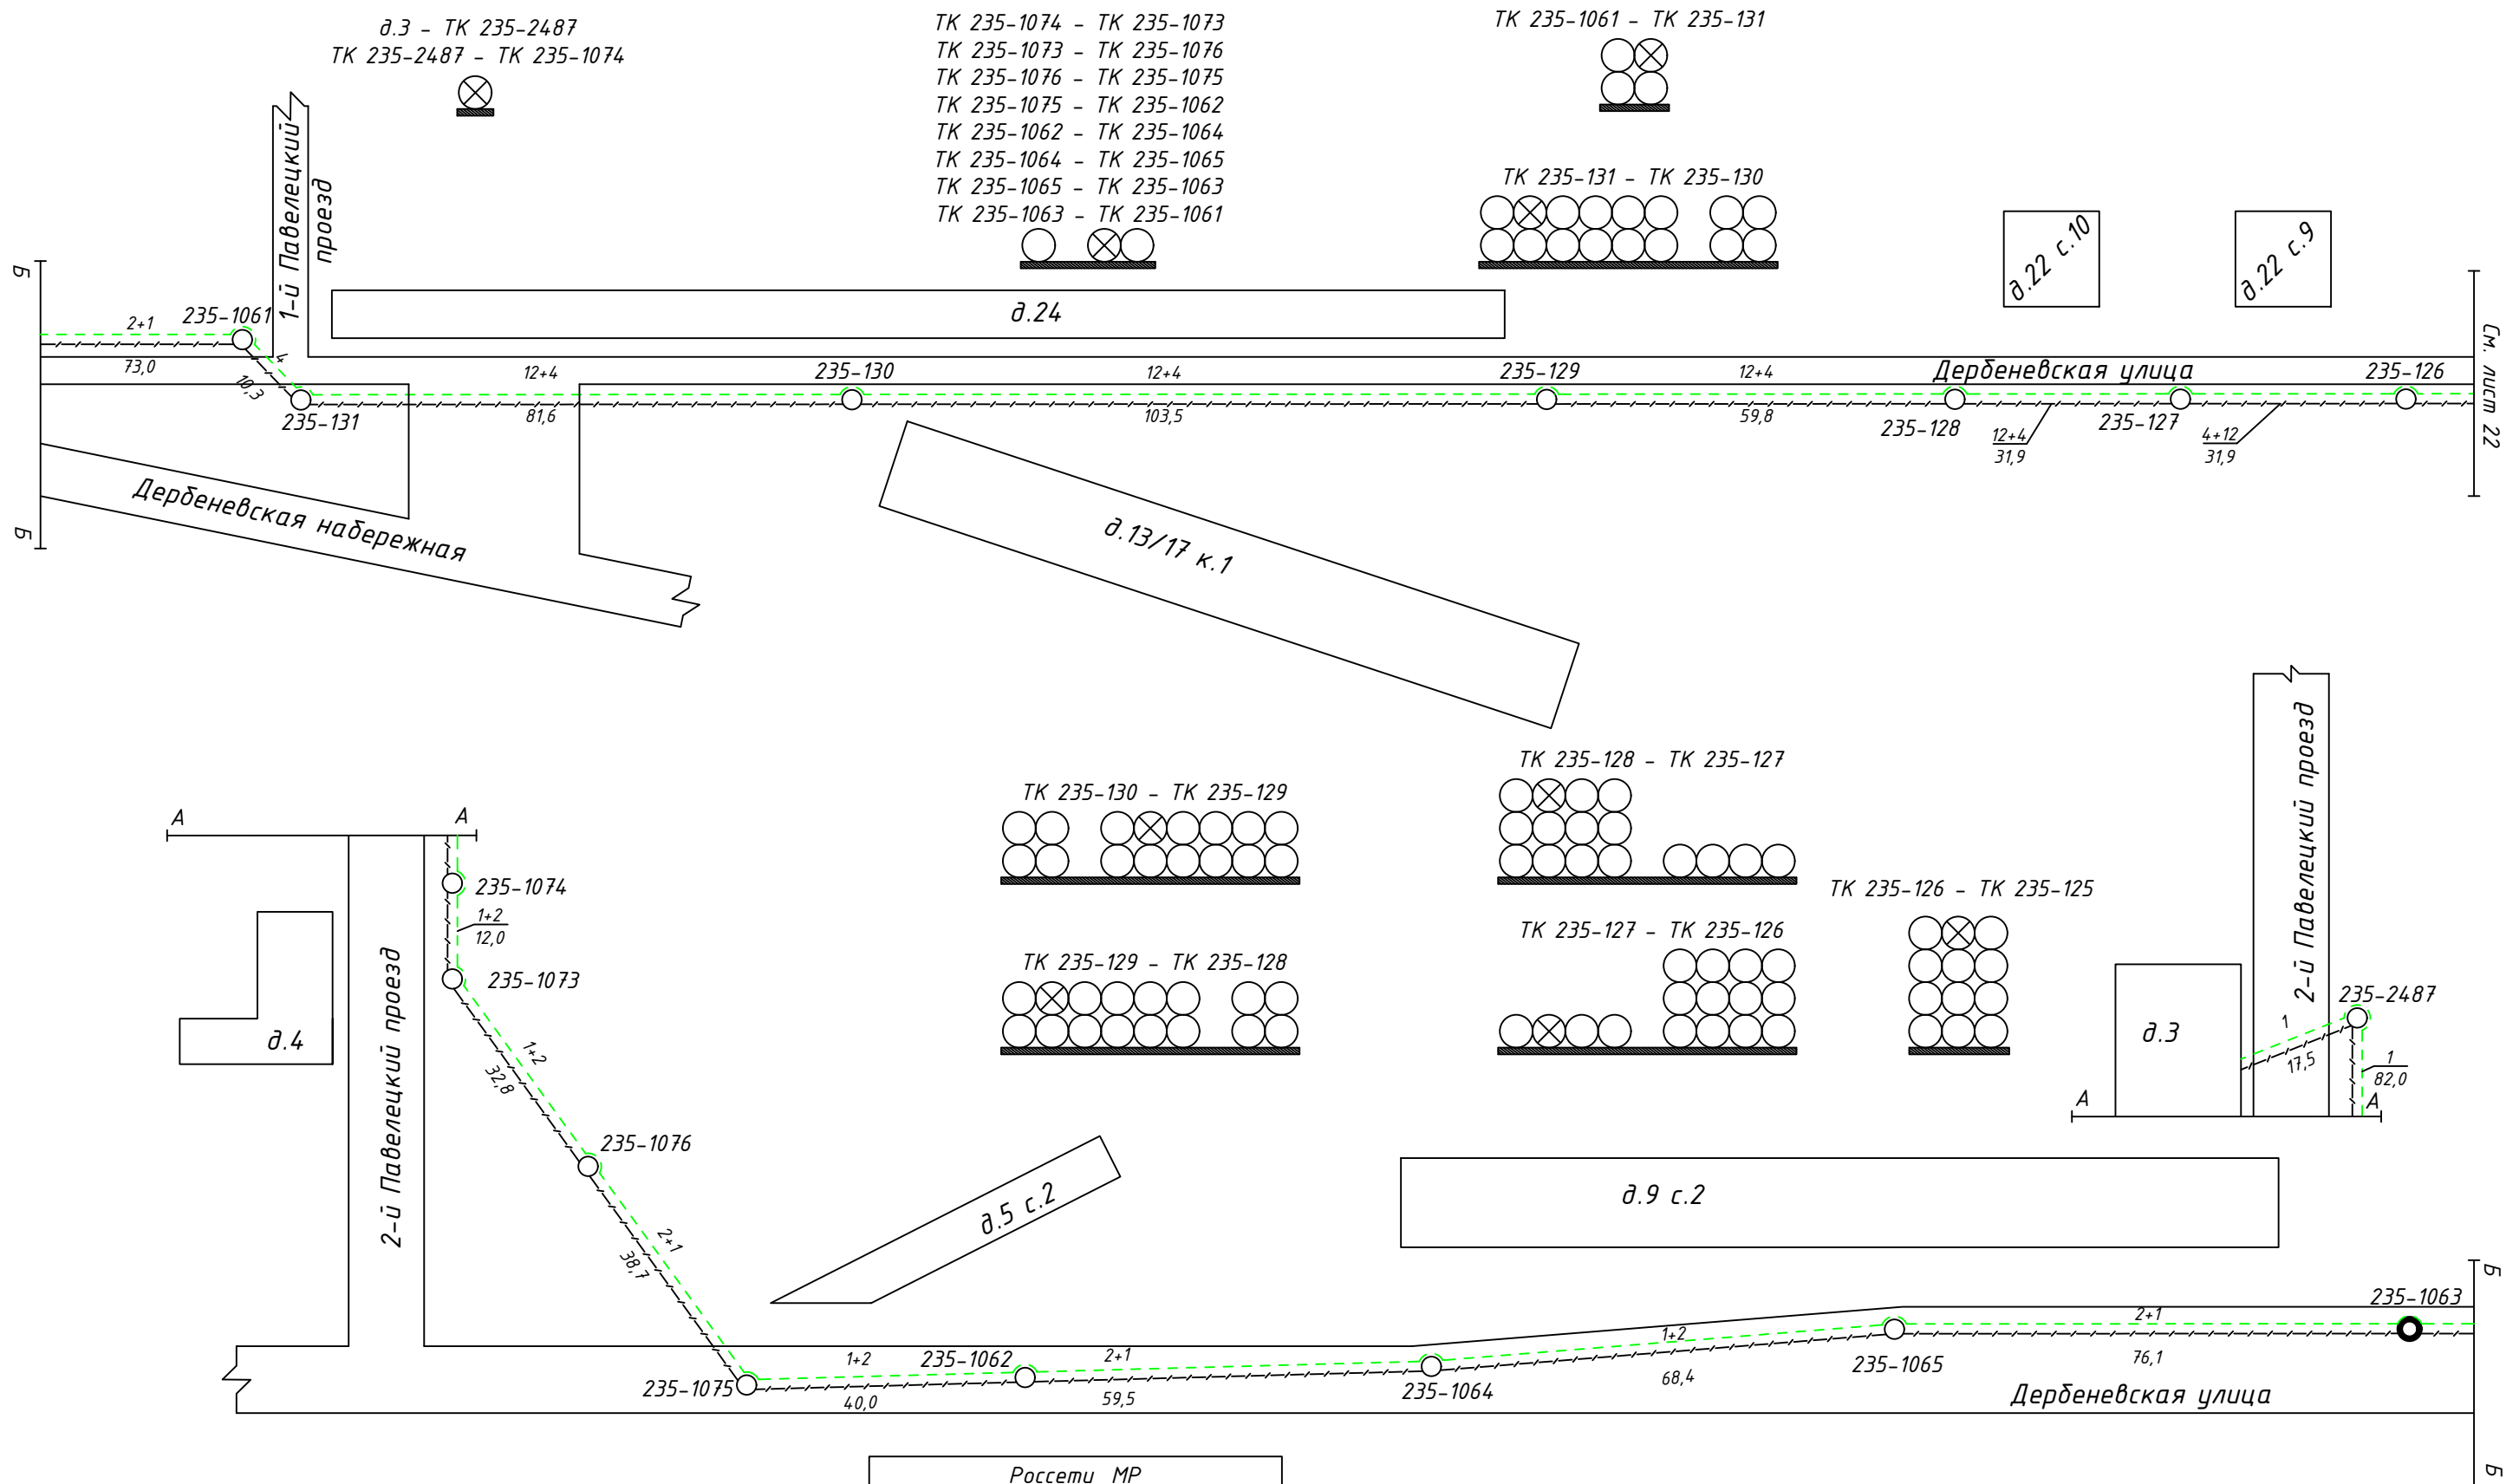 д.3 - ТК 235-2487
ТК 235-2487 - ТК 235-1074
ТК 235-1074 - ТК 235-1073
ТК 235-1073 - ТК 235-1076
ТК 235-1076 - ТК 235-1075
ТК 235-1075 - ТК 235-1062
ТК 235-1062 - ТК 235-1064
ТК 235-1064 - ТК 235-1065
ТК 235-1065 - ТК 235-1063
ТК 235-1063 - ТК 235-1061
ТК 235-1061 - ТК 235-131
ТК 235-131 - ТК 235-130
1-й Павелецкий
проезд
д.22 с.10
д.22 с.9
Б
2+1
235-1061
73,0
4
10,3
235-131
д.24
12+4
81,6
235-130
12+4
103,5
235-129
12+4
59,8
Дербеневская улица
235-128
12+4
31,9
235-127
4+12
31,9
235-126
См. лист 22
Б
Дербеневская набережная
д.13/17 к.1
ТК 235-130 - ТК 235-129
ТК 235-128 - ТК 235-127
ТК 235-129 - ТК 235-128
ТК 235-127 - ТК 235-126
ТК 235-126 - ТК 235-125
2-й Павелецкий проезд
235-2487
д.3
1
17,5
1
82,0
А
А
А
А
235-1074
1+2
12,0
235-1073
д.4
2-й Павелецкий проезд
1+2
32,8
235-1076
2+1
38,7
д.5 с.2
д.9 с.2
235-1075
1+2
40,0
235-1062
2+1
59,5
235-1064
1+2
68,4
235-1065
2+1
76,1
235-1063
Б
Дербеневская улица
Б
Россети МР